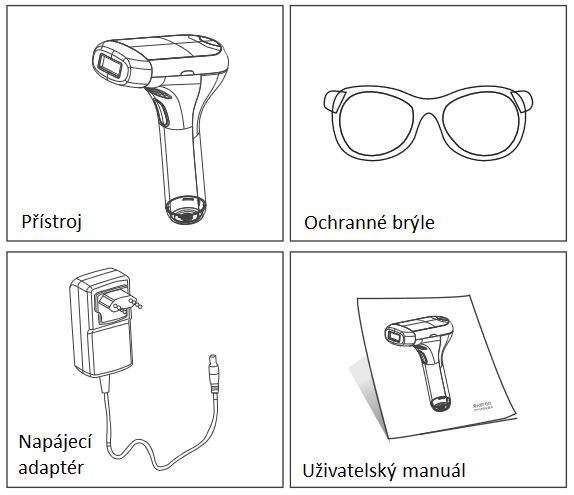 Přístroj
Ochranné brýle
Napájecí
adaptér
Uživatelský manuál